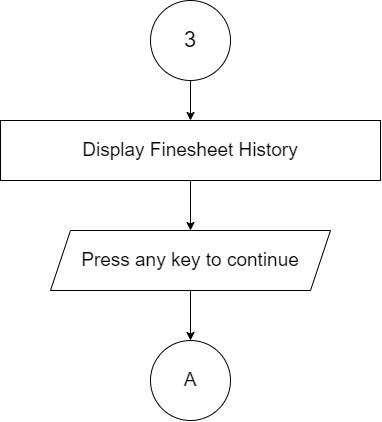 3
Display Finesheet History
Press any key to continue
A